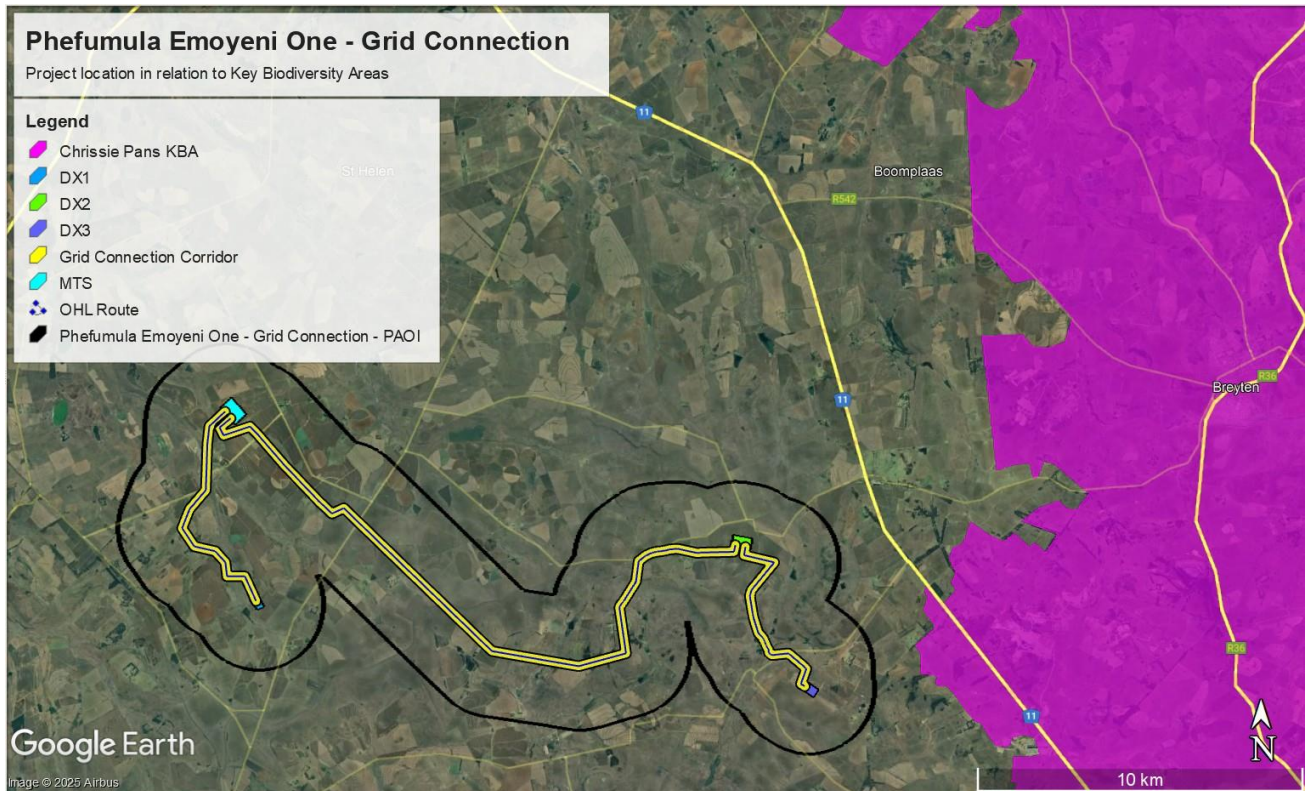 Phefumula Emoyeni One - Grid Connection
Project location in relation to Key Biodiversity Areas
Legend
Chrissie Pans KBA
DX1
DX2
DX3
Grid Connection Corridor
MTS
OHL Route
Phefumula Emoyeni One - Grid Connection - PAOI
St Helen
11
Boomplaas
R542
R36
Breyten
11
R36
11
N
Google Earth
10 km
Image © 2025 Airbus